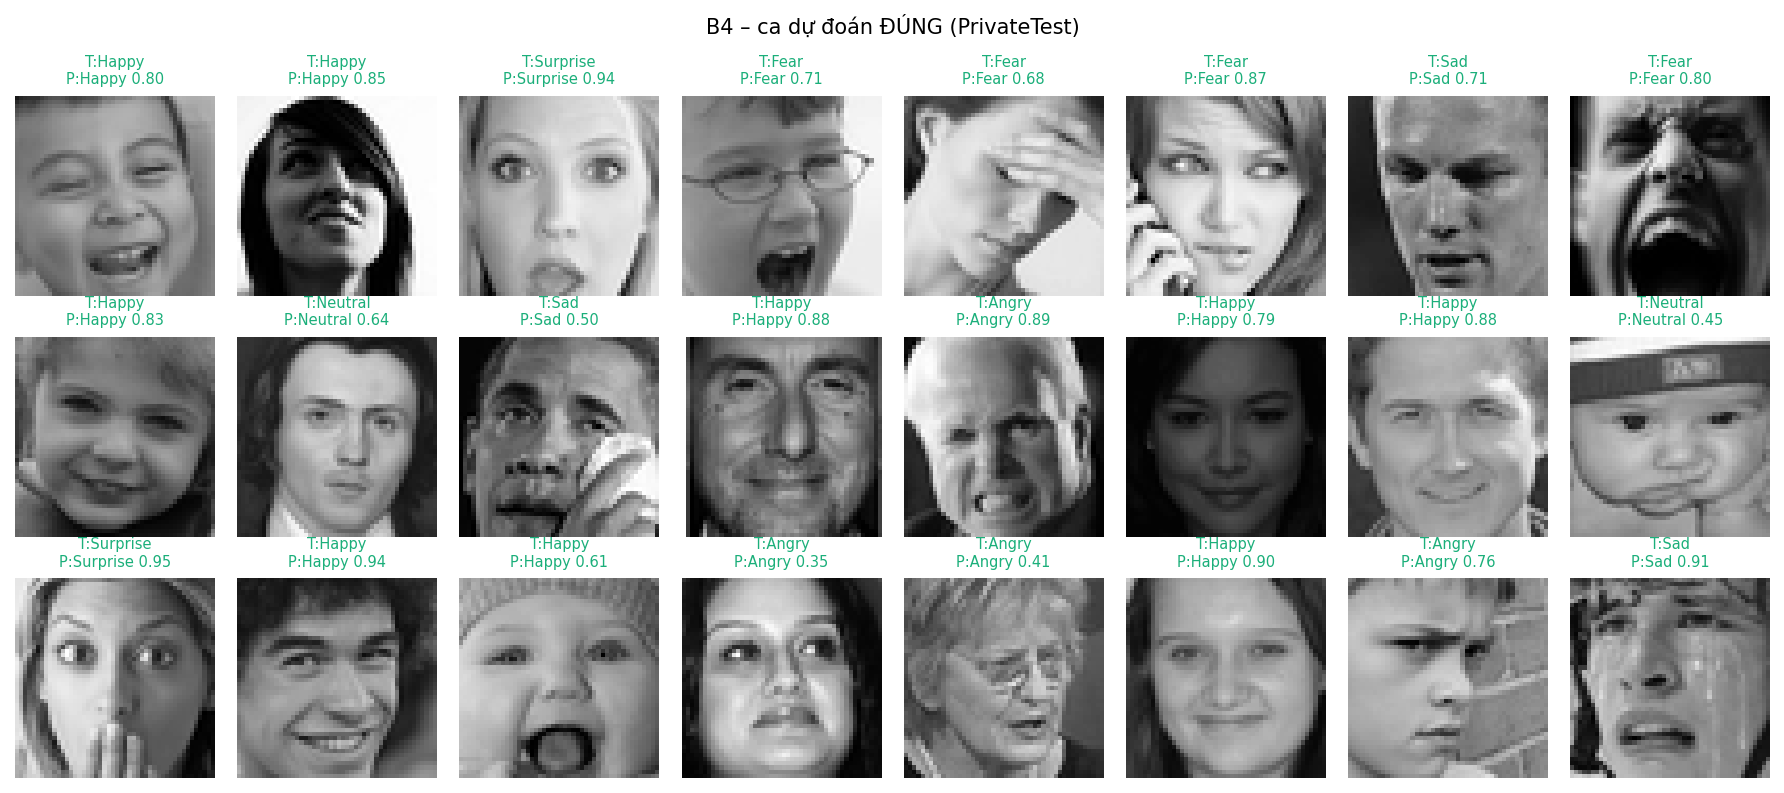 B4 – ca dự đoán ĐÚNG (PrivateTest)
T:Happy
P:Happy 0.80
T:Happy
P:Happy 0.85
T:Surprise
P:Surprise 0.94
T:Fear
P:Fear 0.71
T:Fear
P:Fear 0.68
T:Fear
P:Fear 0.87
T:Sad
P:Sad 0.71
T:Fear
P:Fear 0.80
T:Happy
P:Happy 0.83
T:Neutral
P:Neutral 0.64
T:Sad
P:Sad 0.50
T:Happy
P:Happy 0.88
T:Angry
P:Angry 0.89
T:Happy
P:Happy 0.79
T:Happy
P:Happy 0.88
T:Neutral
P:Neutral 0.45
T:Surprise
P:Surprise 0.95
T:Happy
P:Happy 0.94
T:Happy
P:Happy 0.61
T:Angry
P:Angry 0.35
T:Angry
P:Angry 0.41
T:Happy
P:Happy 0.90
T:Angry
P:Angry 0.76
T:Sad
P:Sad 0.91